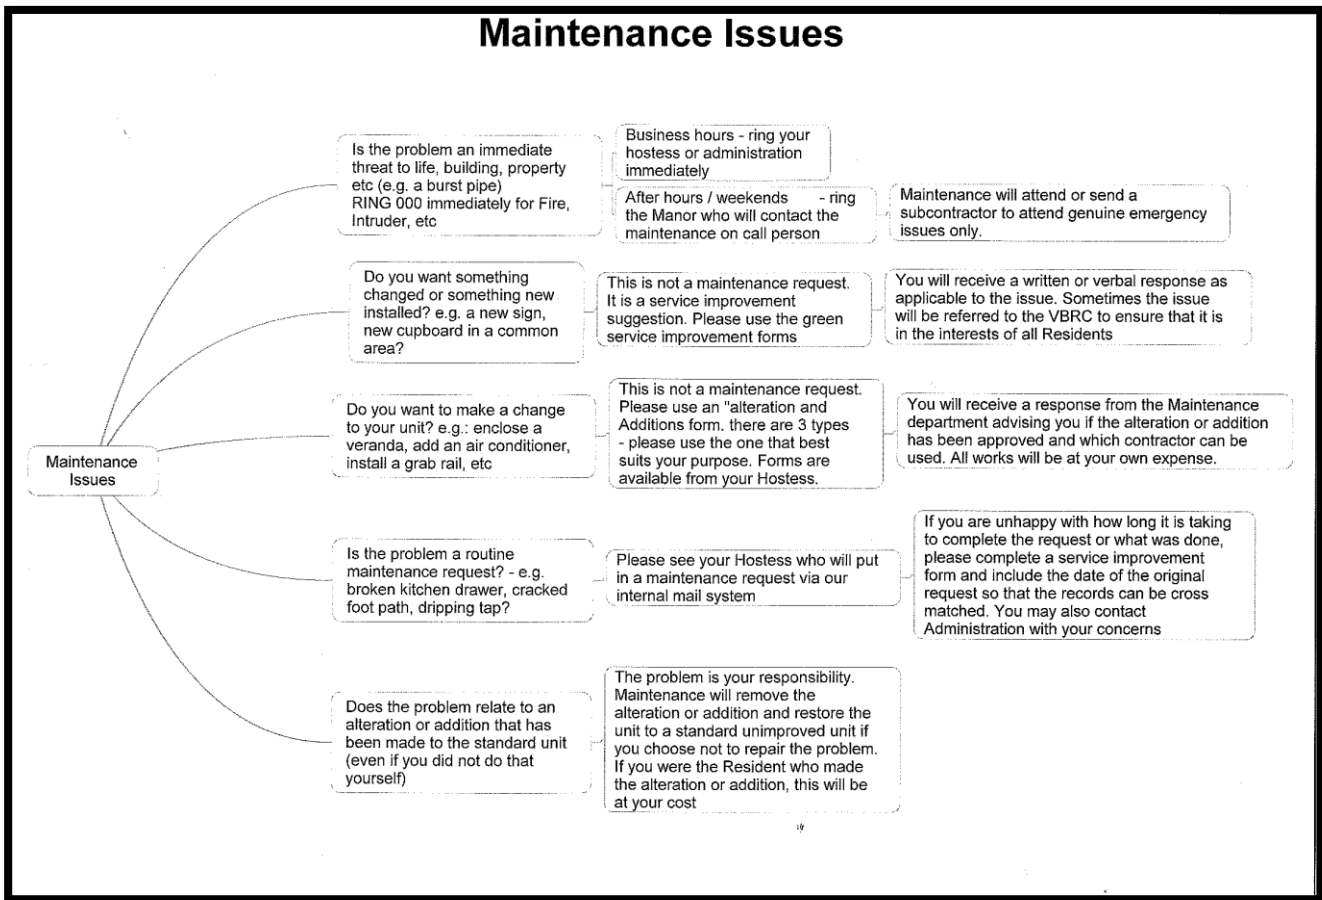 Maintenance Issues
Is the problem an immediate
threat to life, building, property
etc (e.g. a burst pipe)
RING 000 immediately for Fire,
Intruder, etc
Business hours - ring your
hostess or administration
immediately
After hours / weekends - ring
the Manor who will contact the
maintenance on call person
Maintenance will attend or send a
subcontractor to attend genuine emergency
issues only.
Do you want something
changed or something new
installed? e.g. a new sign,
new cupboard in a common
area?
This is not a maintenance request.
It is a service improvement
suggestion. Please use the green
service improvement forms
You will receive a written or verbal response as
applicable to the issue. Sometimes the issue
will be referred to the VBRC to ensure that it is
in the interests of all Residents
Do you want to make a change
to your unit? e.g.: enclose a
veranda, add an air conditioner,
install a grab rail, etc
This is not a maintenance request.
Please use an "alteration and
Additions form. there are 3 types
- please use the one that best
suits your purpose. Forms are
available from your Hostess.
You will receive a response from the Maintenance
department advising you if the alteration or addition
has been approved and which contractor can be
used. All works will be at your own expense.
Maintenance
Issues
Is the problem a routine
maintenance request? - e.g.
broken kitchen drawer, cracked
foot path, dripping tap?
Please see your Hostess who will put
in a maintenance request via our
internal mail system
If you are unhappy with how long it is taking
to complete the request or what was done,
please complete a service improvement
form and include the date of the original
request so that the records can be cross
matched. You may also contact
Administration with your concerns
Does the problem relate to an
alteration or addition that has
been made to the standard unit
(even if you did not do that
yourself)
The problem is your responsibility.
Maintenance will remove the
alteration or addition and restore the
unit to a standard unimproved unit if
you choose not to repair the problem.
If you were the Resident who made
the alteration or addition, this will be
at your cost